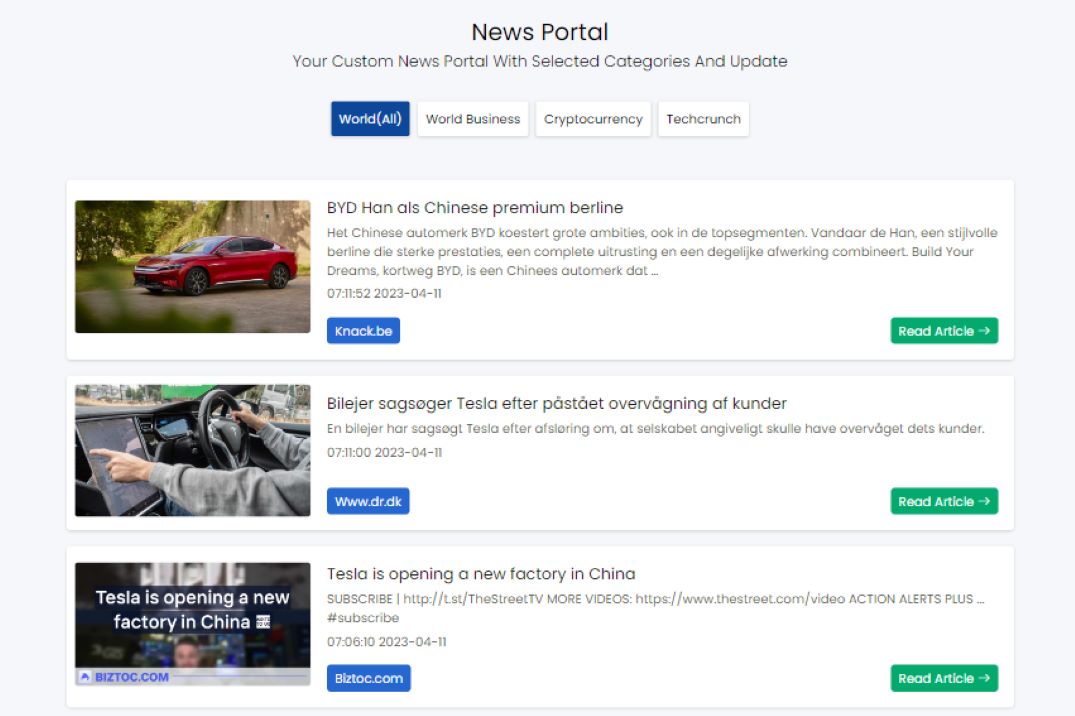 News Portal
Your Custom News Portal With Selected Categories And Update
World(All) World Business Cryptocurrency Techcrunch
BYD Han als Chinese premium berline
Het Chinese automerk BYD koestert grote ambities, ook in de topsegmenten. Vandaar de Han, een stijlvolle
berline die sterke prestaties, een complete uitrusting en een degelijke afwerking combineert. Build Your
Dreams, kortweg BYD, is een Chinees automerk dat ...
07:11:52 2023-04-11
Knack.be
Read Article →
Bilejer sagsøger Tesla efter påstået overvågning af kunder
En bilejer har sagsøgt Tesla efter afsløring om, at selskabet angiveligt skulle have overvåget dets kunder.
07:11:00 2023-04-11
Www.dr.dk
Read Article →
Tesla is opening a new
factory in China
BIZTOC.COM
Tesla is opening a new factory in China
SUBSCRIBE | http://t.st/TheStreetTV MORE VIDEOS: https://www.thestreet.com/video ACTION ALERTS PLUS ...
#subscribe
07:06:10 2023-04-11
Biztoc.com
Read Article →